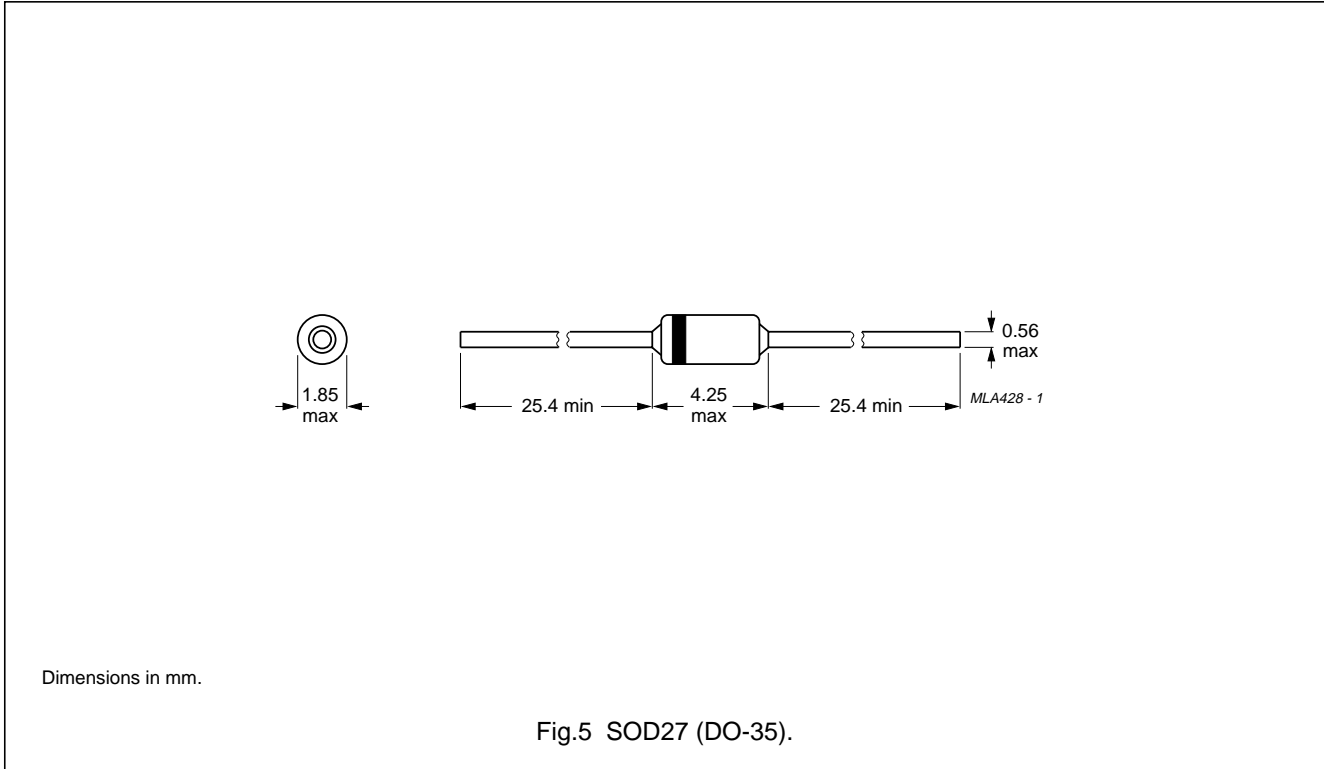 0.56
max
1.85
max
25.4 min
4.25
max
25.4 min
MLA428 - 1
Dimensions in mm.
Fig.5 SOD27 (DO-35).